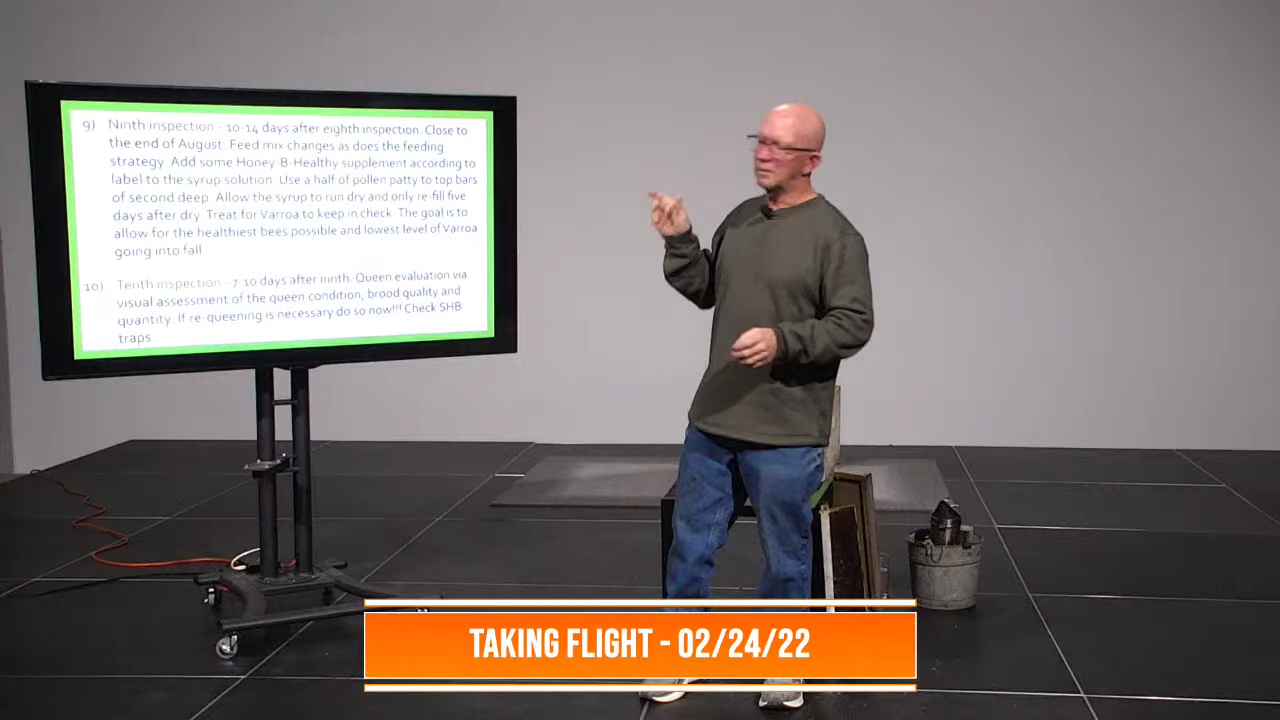 9) Ninth inspection - 10-14 days after eighth inspection. Close to
the end of August. Feed mix changes as does the feeding
strategy. Add some Honey-B-Healthy supplement according to
label to the syrup solution. Use a half of pollen patty to top bars
of second deep. Allow the syrup to run dry and only re-fill five
days after dry. Treat for Varroa to keep in check. The goal is to
allow for the healthiest bees possible and lowest level of Varroa
going into fall.
10) Tenth inspection - 7-10 days after ninth. Queen evaluation via
visual assessment of the queen condition, brood quality and
quantity. If re-queening is necessary do so now!!! Check SHB
traps
TAKING FLIGHT - 02/24/22